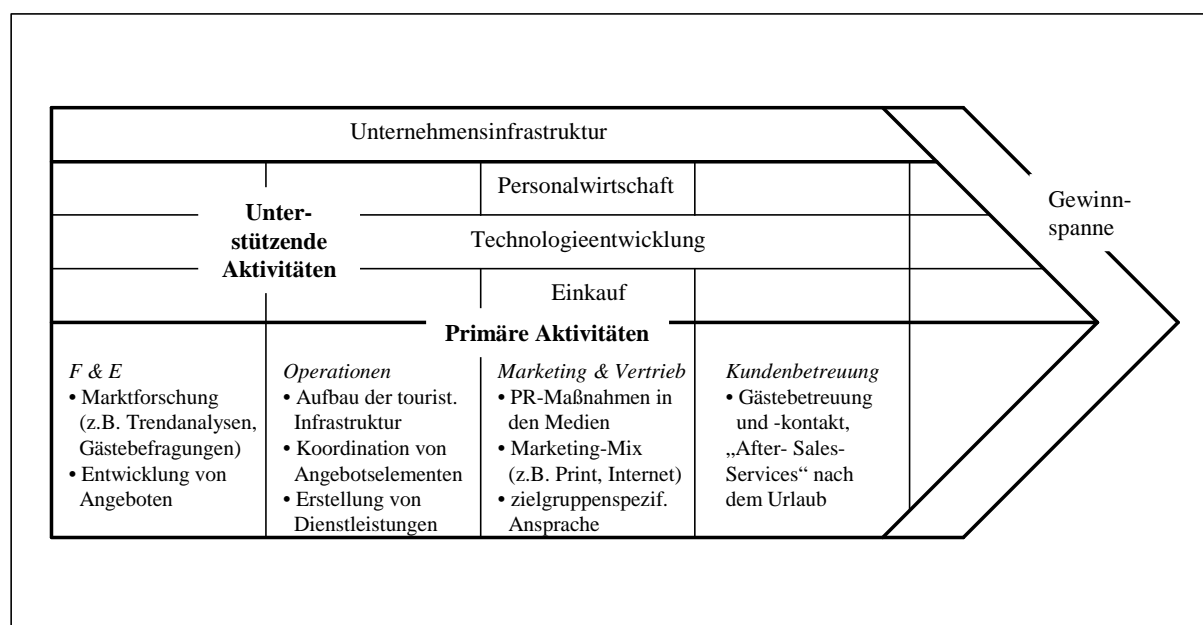 Unternehmensinfrastruktur
Personalwirtschaft
Unter-
stützende
Aktivitäten
Technologieentwicklung
Einkauf
Gewinn-
spanne
Primäre Aktivitäten
F & E
• Marktforschung
(z.B. Trendanalysen,
Gästebefragungen)
• Entwicklung von
Angeboten
Operationen
• Aufbau der tourist.
Infrastruktur
• Koordination von
Angebotselementen
• Erstellung von
Dienstleistungen
Marketing & Vertrieb
• PR-Maßnahmen in
den Medien
• Marketing-Mix
(z.B. Print, Internet)
• zielgruppenspezif.
Ansprache
Kundenbetreuung
• Gästebetreuung
und -kontakt,
„After- Sales-
Services“ nach
dem Urlaub